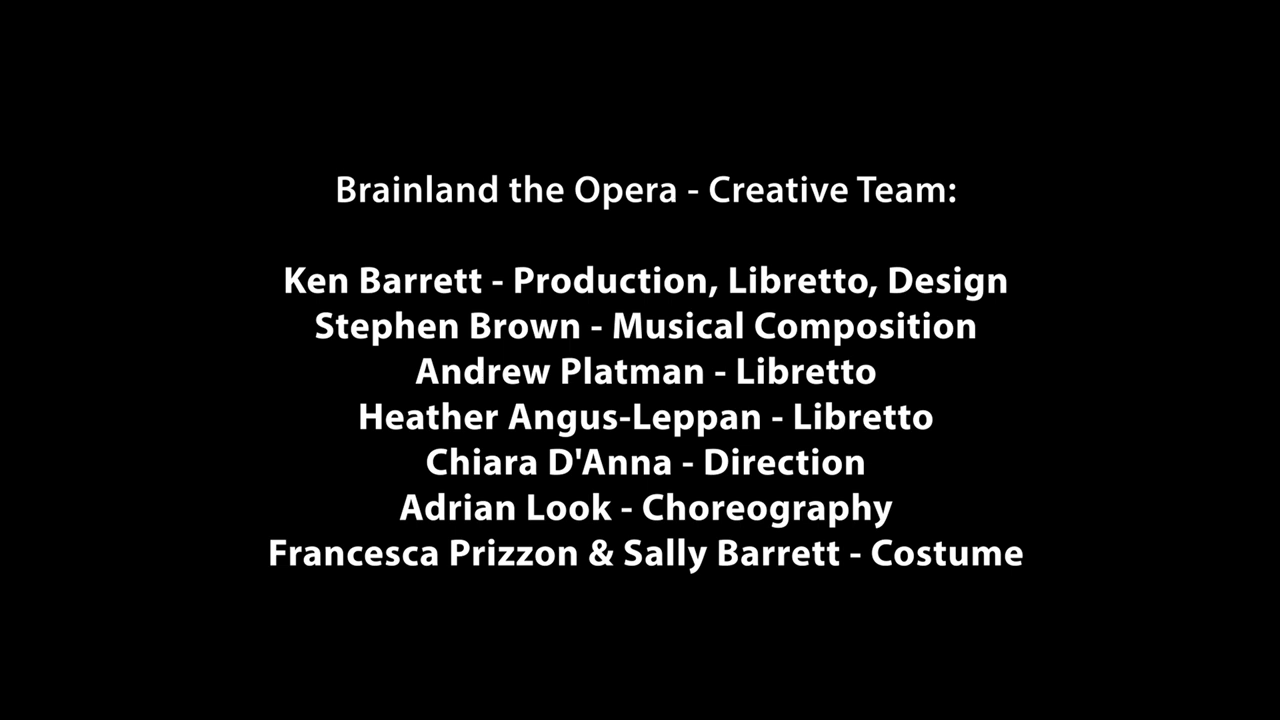 Brainland the Opera - Creative Team:
Ken Barrett - Production, Libretto, Design
Stephen Brown - Musical Composition
Andrew Platman - Libretto
Heather Angus-Leppan - Libretto
Chiara D'Anna - Direction
Adrian Look - Choreography
Francesca Prizzon & Sally Barrett - Costume